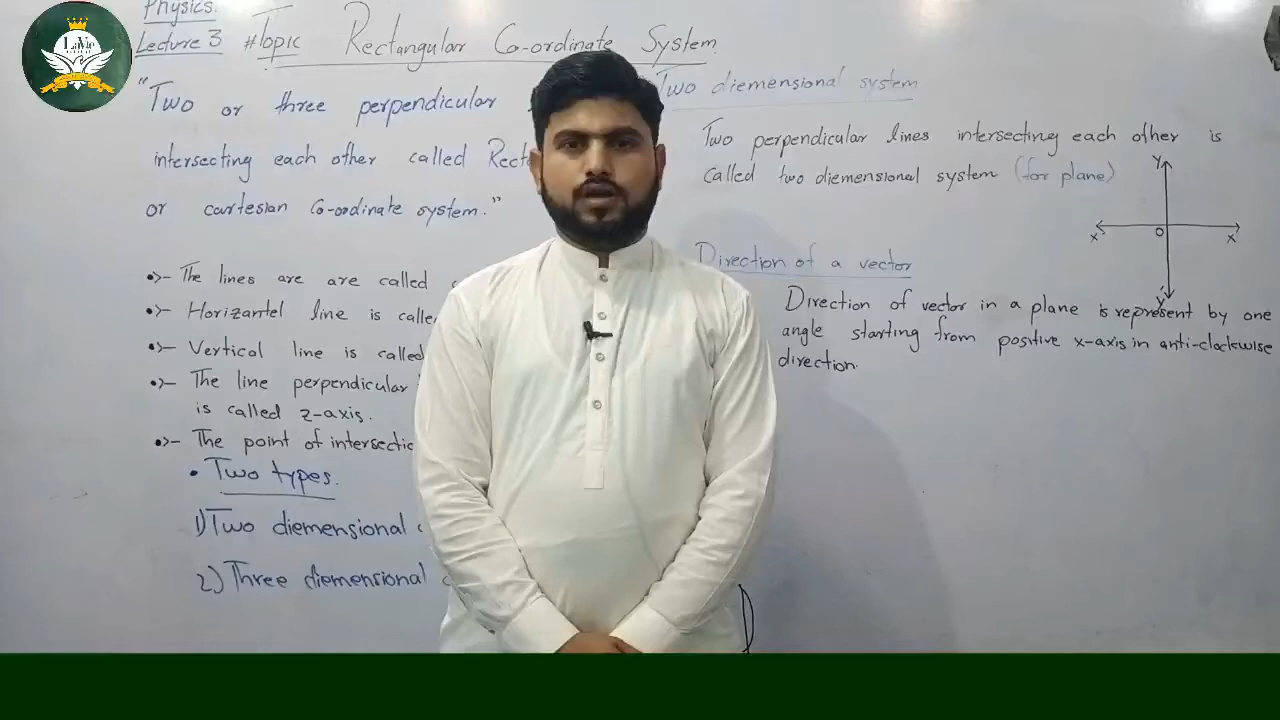 Physics.
Lecture 3 #Topic Rectangular Co-ordinate System
"Two or three perpendicular
intersecting each other called Recta
or cartesian Co-ordinate system."
•:- The lines are are called
•:- Horizantel line is called
•:- Vertical line is called
•:- The line perpendicular
is called z-axis.
•:- The point of intersectio
• Two types.
1) Two diemensional
2) Three diemensional
Two diemensional system
Two perpendicular lines intersecting each other is
called two diemensional system (for plane)
Y
X' O X
Y'
Direction of a vector
Direction of vector in a plane is represent by one
angle starting from positive x-axis in anti-clockwise
direction.